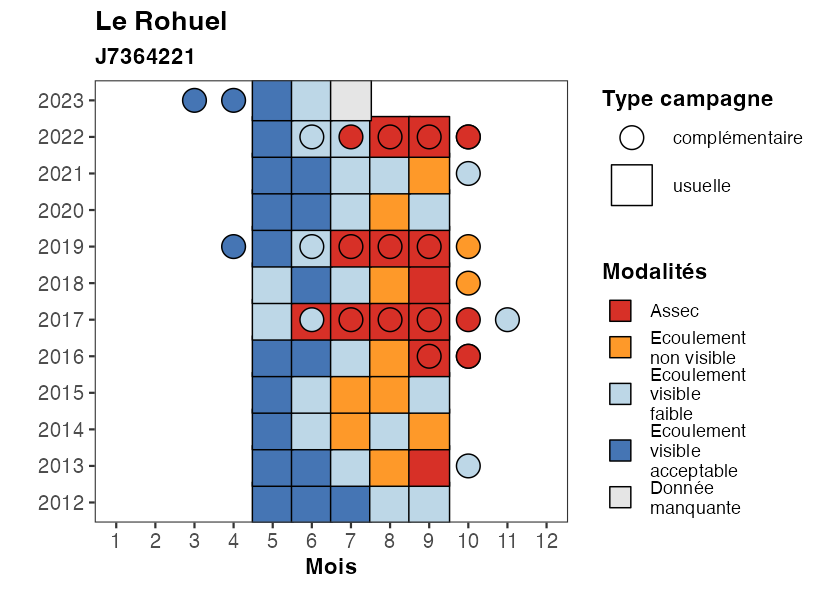 Le Rohuel
J7364221
2023
2022
2021
2020
2019
2018
2017
2016
2015
2014
2013
2012
1 2 3 4 5 6 7 8 9 10 11 12
Mois
Type campagne
complémentaire
usuelle
Modalités
Assec
Ecoulement
non visible
Ecoulement
visible
faible
Ecoulement
visible
acceptable
Donnée
manquante